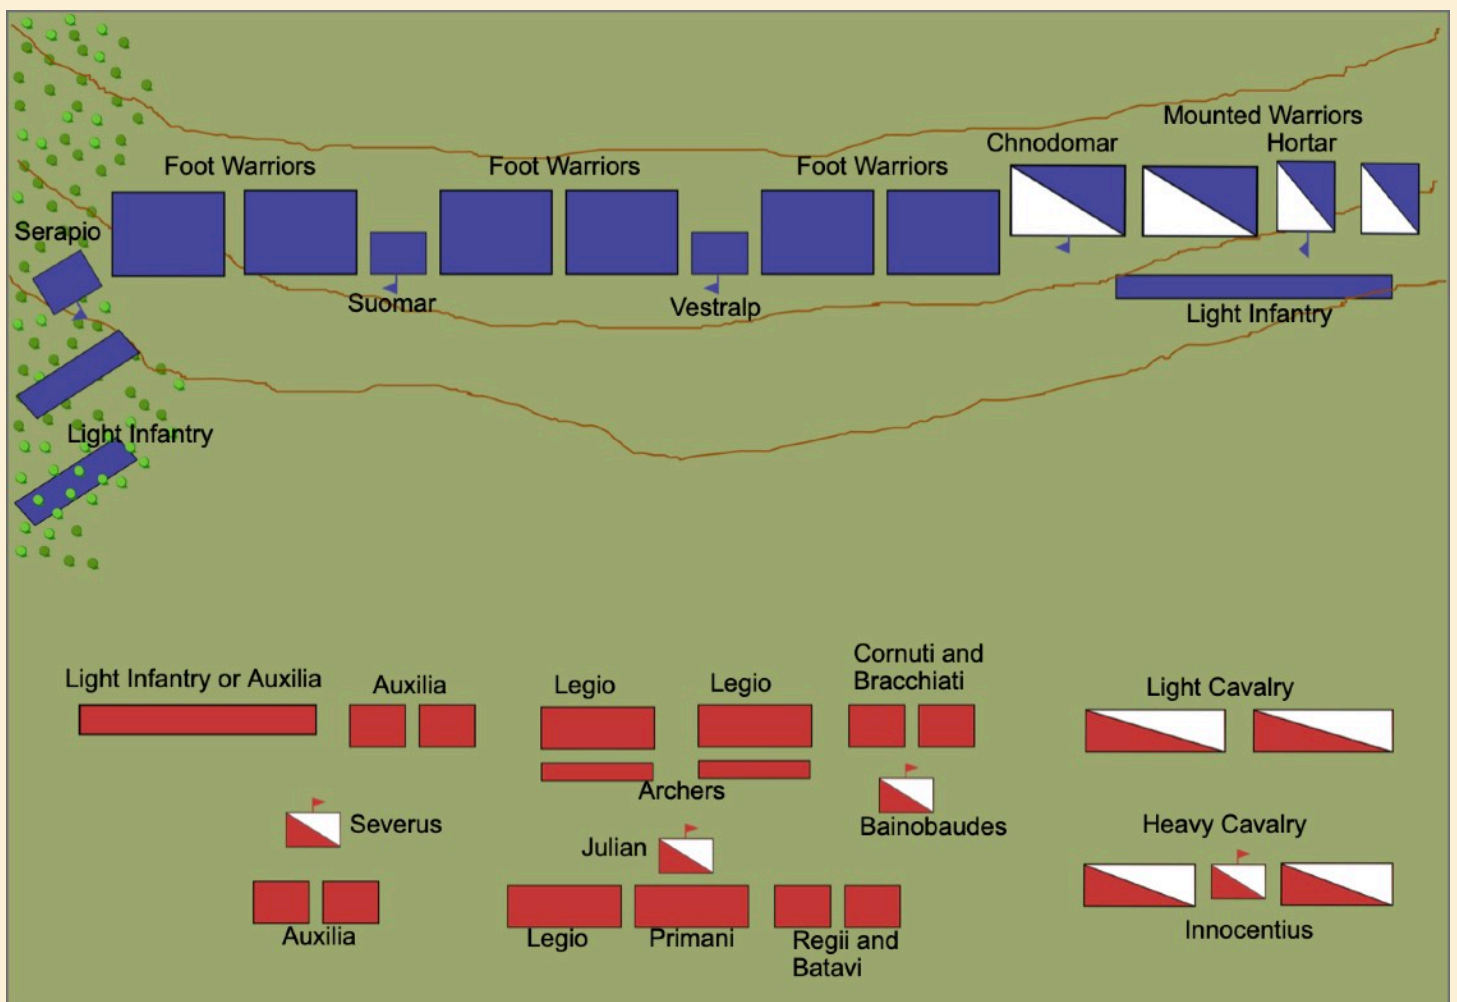 Mounted Warriors
Chnodomar
Hortar
Foot Warriors
Foot Warriors
Foot Warriors
Serapio
Suomar
Vestralp
Light Infantry
Light Infantry
Cornuti and
Bracchiati
Light Infantry or Auxilia
Auxilia
Legio
Legio
Light Cavalry
Archers
Severus
Bainobaudes
Heavy Cavalry
Julian
Auxilia
Legio
Primani
Regii and
Batavi
Innocentius